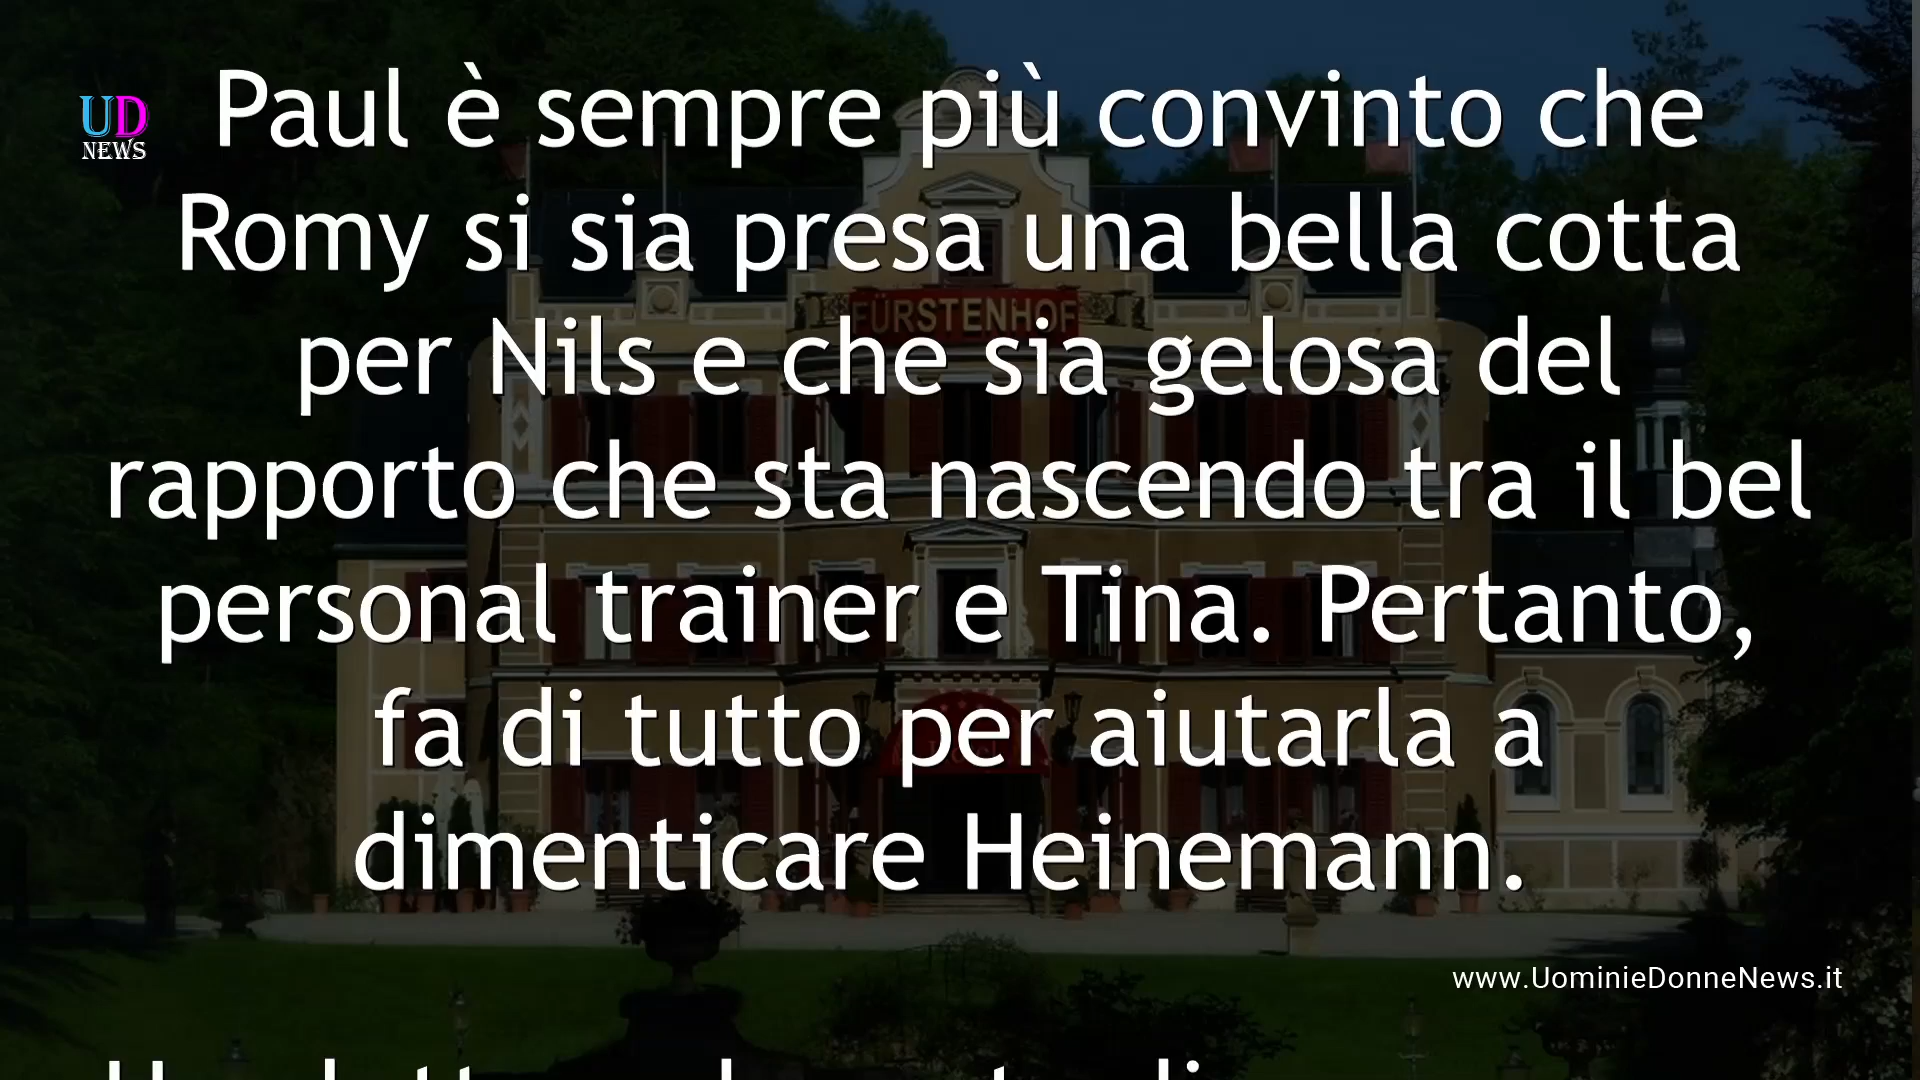 UD
NEWS
Paul è sempre più convinto che
Romy si sia presa una bella cotta
per Nils e che sia gelosa del
rapporto che sta nascendo tra il bel
personal trainer e Tina. Pertanto,
fa di tutto per aiutarla a
dimenticare Heinemann.
FÜRSTENHOF
www.UominieDonneNews.it